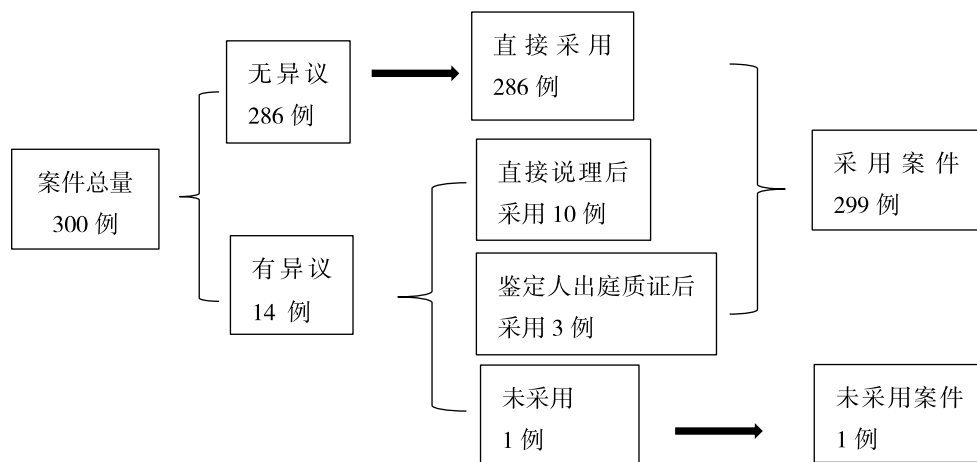 案件总量
300 例
无异议
286 例
有异议
14 例
直接采用
286 例
直接说理后
采用 10 例
鉴定人出庭质证后
采用 3 例
未采用
1 例
采用案件
299 例
未采用案件
1 例